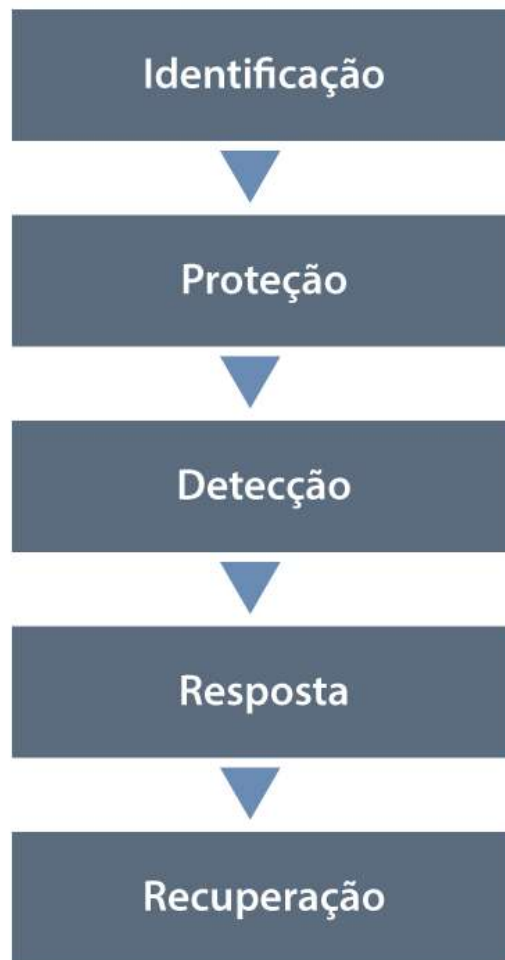 Identificação
Proteção
Detecção
Resposta
Recuperação